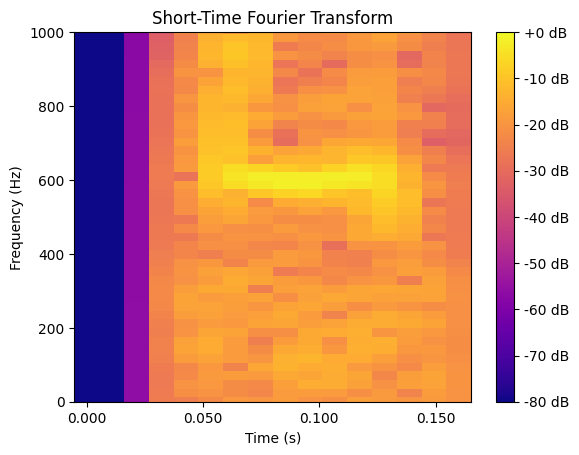 Short-Time Fourier Transform
1000
800
600
400
200
0
Frequency (Hz)
0.000
0.050
0.100
0.150
Time (s)
+0 dB
-10 dB
-20 dB
-30 dB
-40 dB
-50 dB
-60 dB
-70 dB
-80 dB